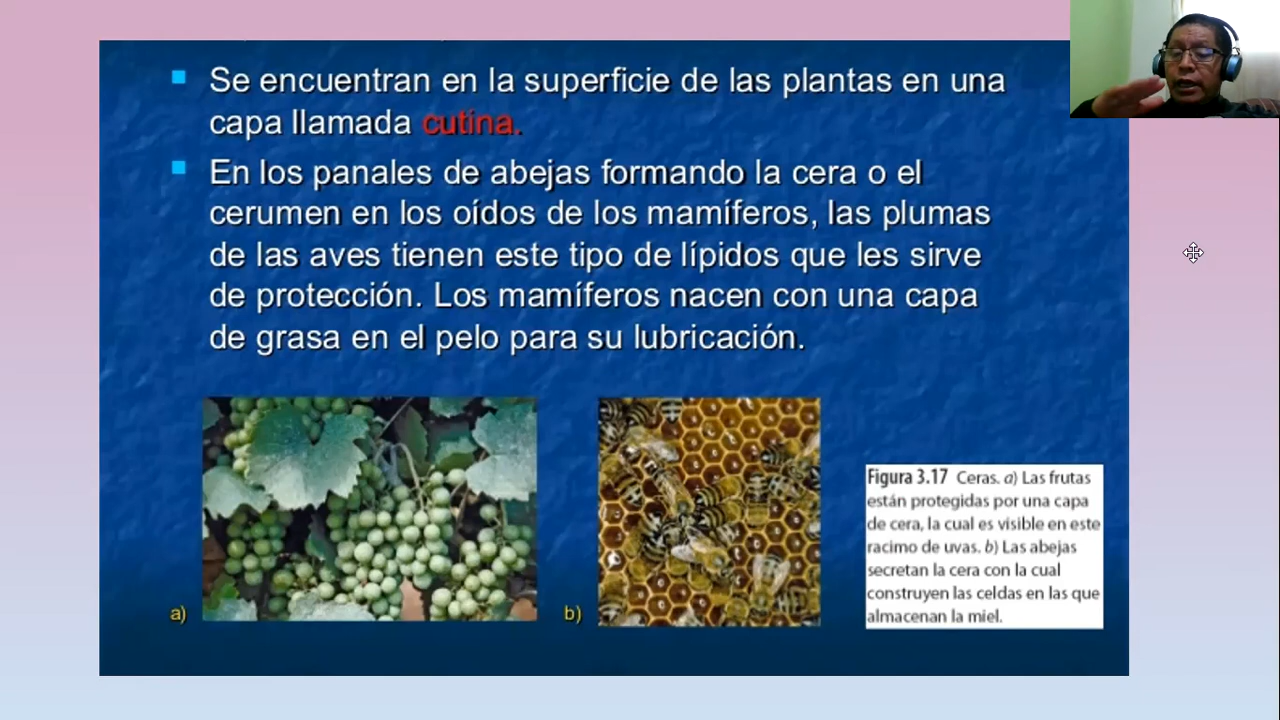 Se encuentran en la superficie de las plantas en una
capa llamada cutina.
En los panales de abejas formando la cera o el
cerumen en los oídos de los mamíferos, las plumas
de las aves tienen este tipo de lípidos que les sirve
de protección. Los mamíferos nacen con una capa
de grasa en el pelo para su lubricación.
a)
b)
Figura 3.17 Ceras. a) Las frutas
están protegidas por una capa
de cera, la cual es visible en este
racimo de uvas. b) Las abejas
secretan la cera con la cual
construyen las celdas en las que
almacenan la miel.